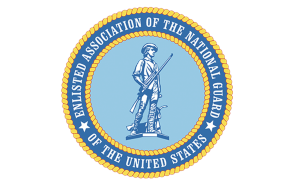 ENLISTED ASSOCIATION OF THE NATIONAL GUARD
OF THE UNITED STATES